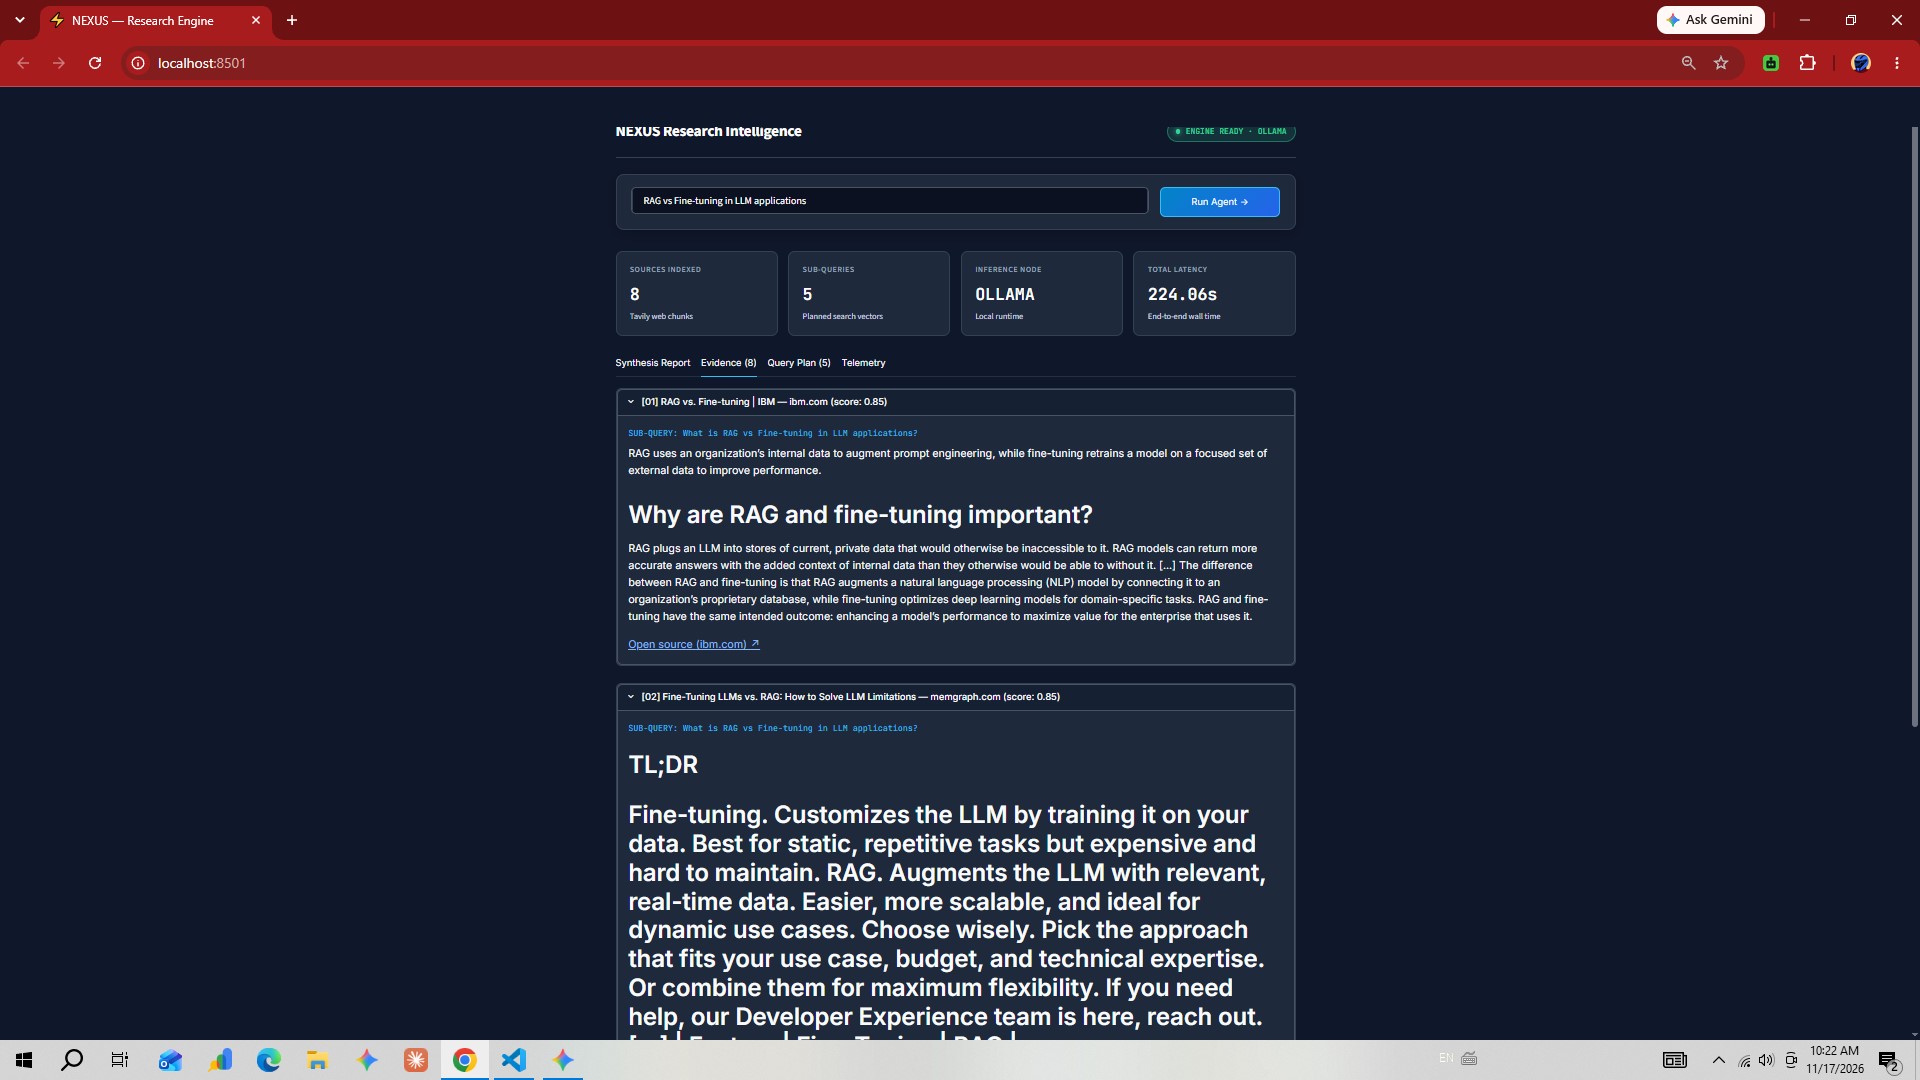 NEXUS — Research Engine
Ask Gemini
localhost:8501
NEXUS Research Intelligence
ENGINE READY · OLLAMA
RAG vs Fine-tuning in LLM applications
Run Agent →
SOURCES INDEXED
8
Tavily web chunks
SUB-QUERIES
5
Planned search vectors
INFERENCE NODE
OLLAMA
Local runtime
TOTAL LATENCY
224.06s
End-to-end wall time
Synthesis Report Evidence (8) Query Plan (5) Telemetry
[01] RAG vs. Fine-tuning | IBM — ibm.com (score: 0.85)
SUB-QUERY: What is RAG vs Fine-tuning in LLM applications?
RAG uses an organization’s internal data to augment prompt engineering, while fine-tuning retrains a model on a focused set of
external data to improve performance.
Why are RAG and fine-tuning important?
RAG plugs an LLM into stores of current, private data that would otherwise be inaccessible to it. RAG models can return more
accurate answers with the added context of internal data than they otherwise would be able to without it. [...] The difference
between RAG and fine-tuning is that RAG augments a natural language processing (NLP) model by connecting it to an
organization’s proprietary database, while fine-tuning optimizes deep learning models for domain-specific tasks. RAG and fine-
tuning have the same intended outcome: enhancing a model’s performance to maximize value for the enterprise that uses it.
Open source (ibm.com) ↗
[02] Fine-Tuning LLMs vs. RAG: How to Solve LLM Limitations — memgraph.com (score: 0.85)
SUB-QUERY: What is RAG vs Fine-tuning in LLM applications?
TL;DR
Fine-tuning. Customizes the LLM by training it on your
data. Best for static, repetitive tasks but expensive and
hard to maintain. RAG. Augments the LLM with relevant,
real-time data. Easier, more scalable, and ideal for
dynamic use cases. Choose wisely. Pick the approach
that fits your use case, budget, and technical expertise.
Or combine them for maximum flexibility. If you need
help, our Developer Experience team is here, reach out.
EN
10:22 AM
11/17/2026
2